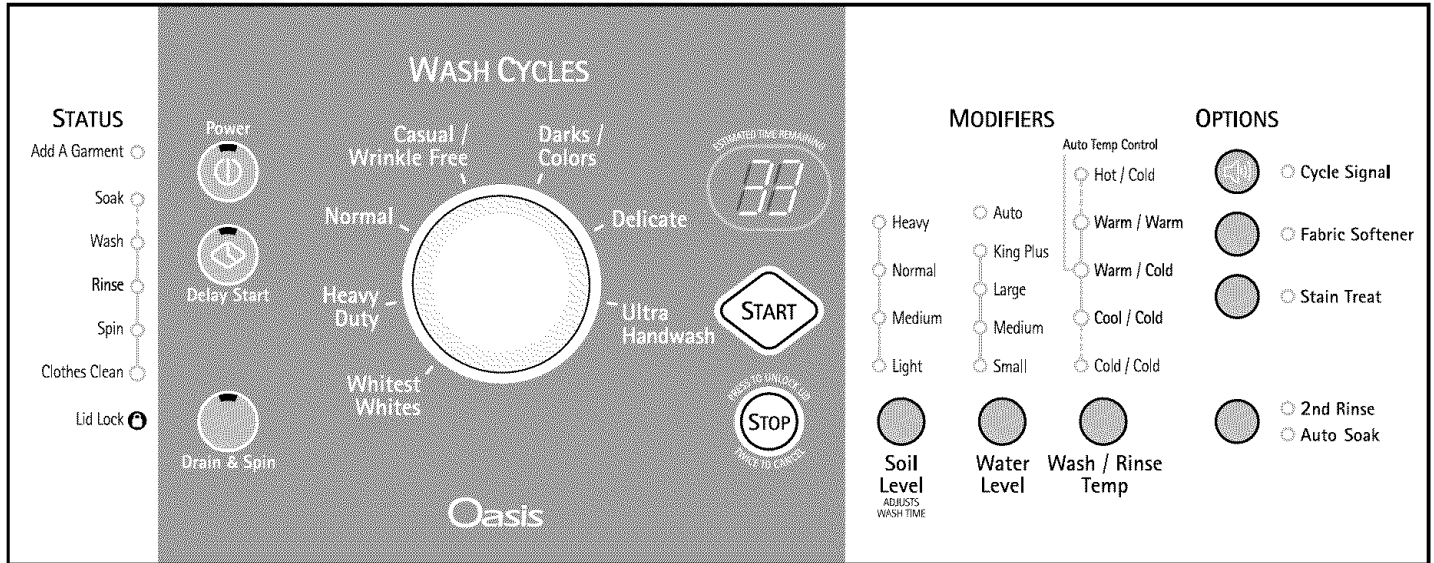 WASH CYCLES
STATUS
Add A Garment
Soak
Wash
Rinse
Spin
Clothes Clean
Lid Lock
Power
Delay Start
Drain & Spin
Casual /
Wrinkle Free
Darks /
Colors
Normal
Delicate
Heavy
Duty
Ultra
Handwash
Whitest
Whites
Oasis
ESTIMATED TIME REMAINING
33
START
PRESS TO UNLOCK LID
STOP
TWICE TO CANCEL
MODIFIERS
Heavy
Normal
Medium
Light
Soil
Level
ADJUSTS
WASH TIME
Auto
King Plus
Large
Medium
Small
Water
Level
Auto Temp Control
Hot / Cold
Warm / Warm
Warm / Cold
Cool / Cold
Cold / Cold
Wash / Rinse
Temp
OPTIONS
Cycle Signal
Fabric Softener
Stain Treat
2nd Rinse
Auto Soak